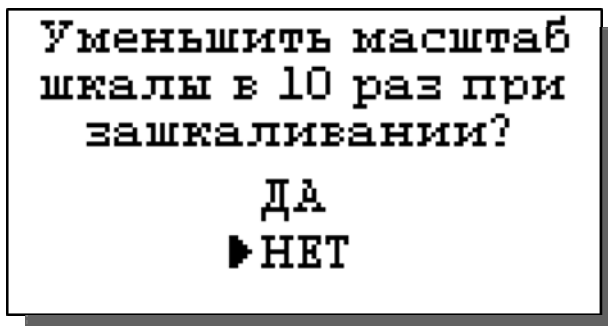 Уменьшить масштаб
шкалы в 10 раз при
зашкаливании?
ДА
НЕТ